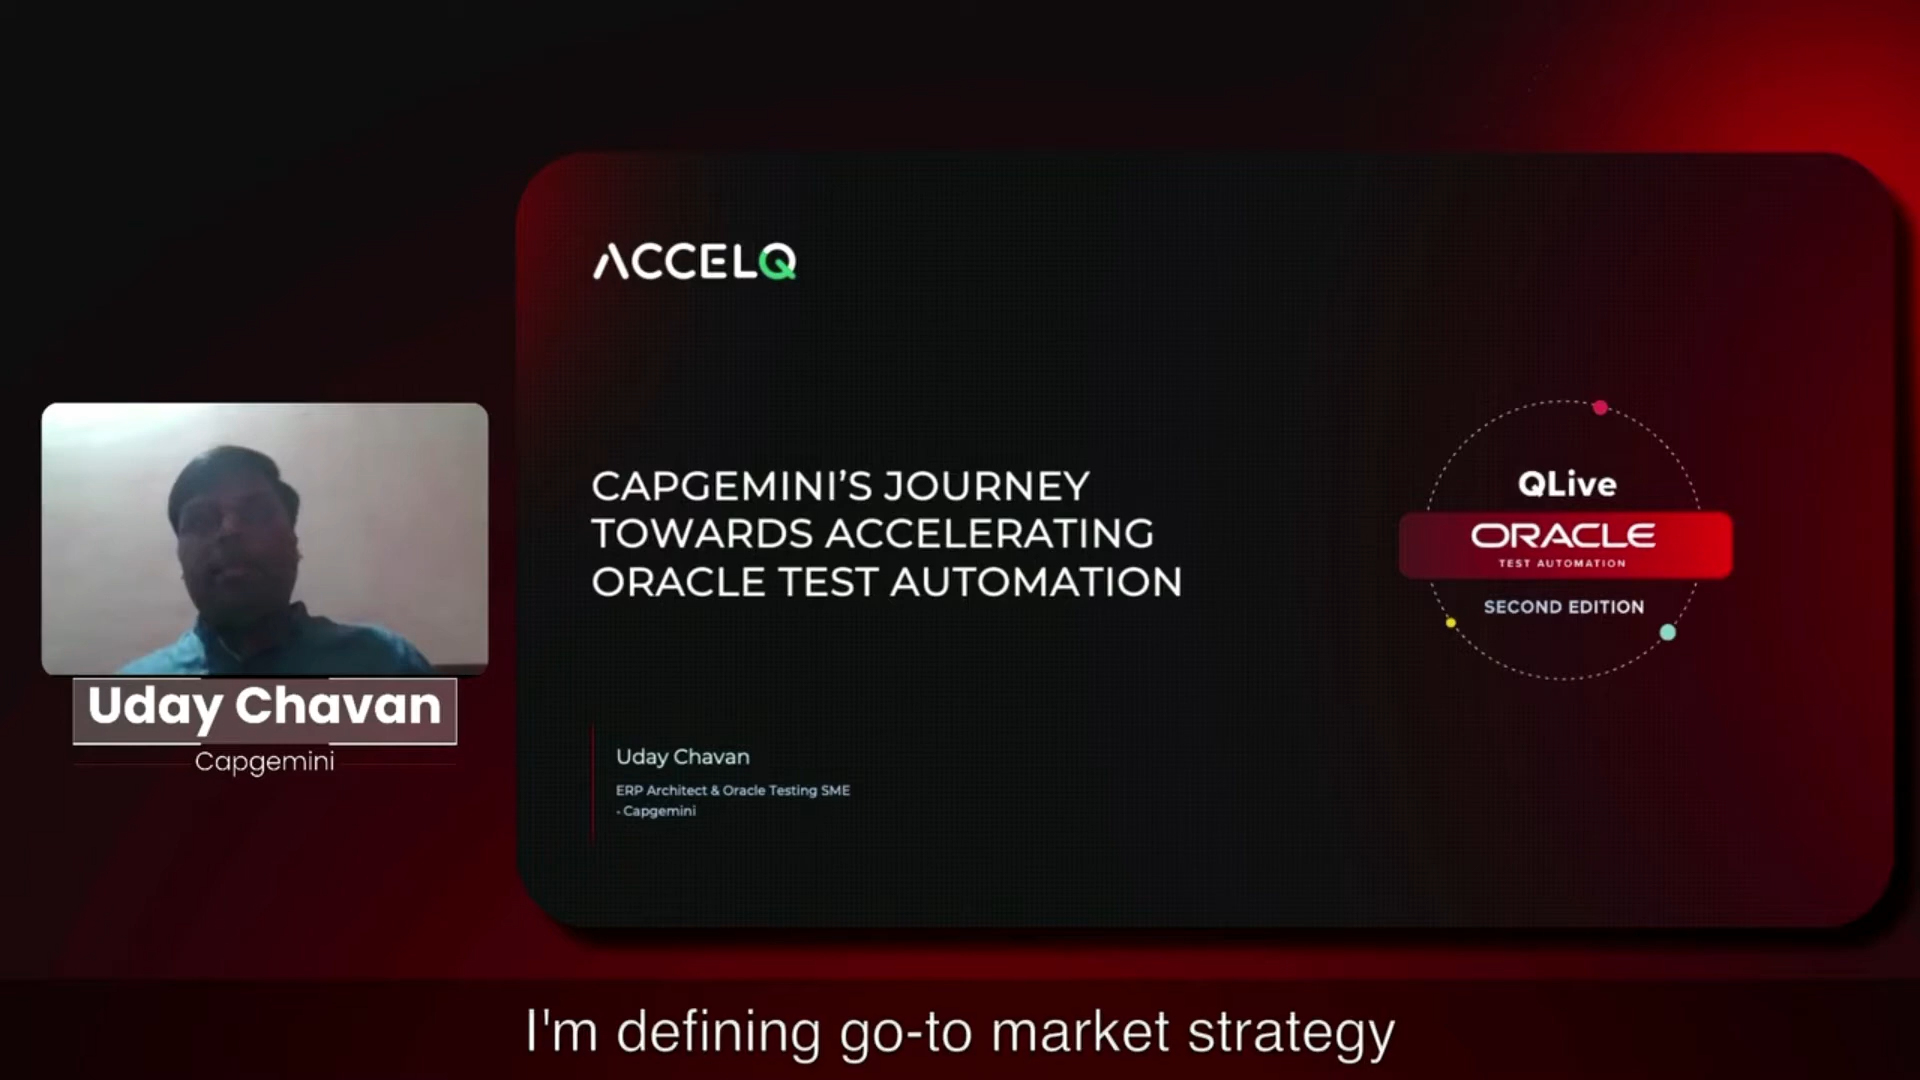 ACCELQ
CAPGEMINI’S JOURNEY
TOWARDS ACCELERATING
ORACLE TEST AUTOMATION
QLive
ORACLE
TEST AUTOMATION
SECOND EDITION
Uday Chavan
Capgemini
Uday Chavan
ERP Architect & Oracle Testing SME
- Capgemini
I'm defining go-to market strategy